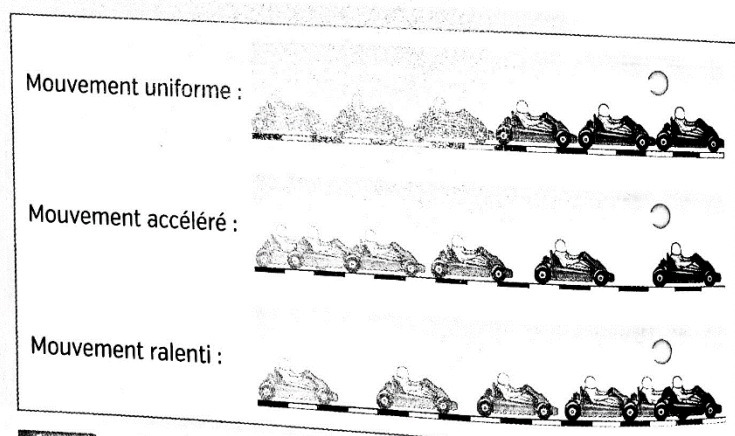 Mouvement uniforme :
Mouvement accéléré :
Mouvement ralenti :